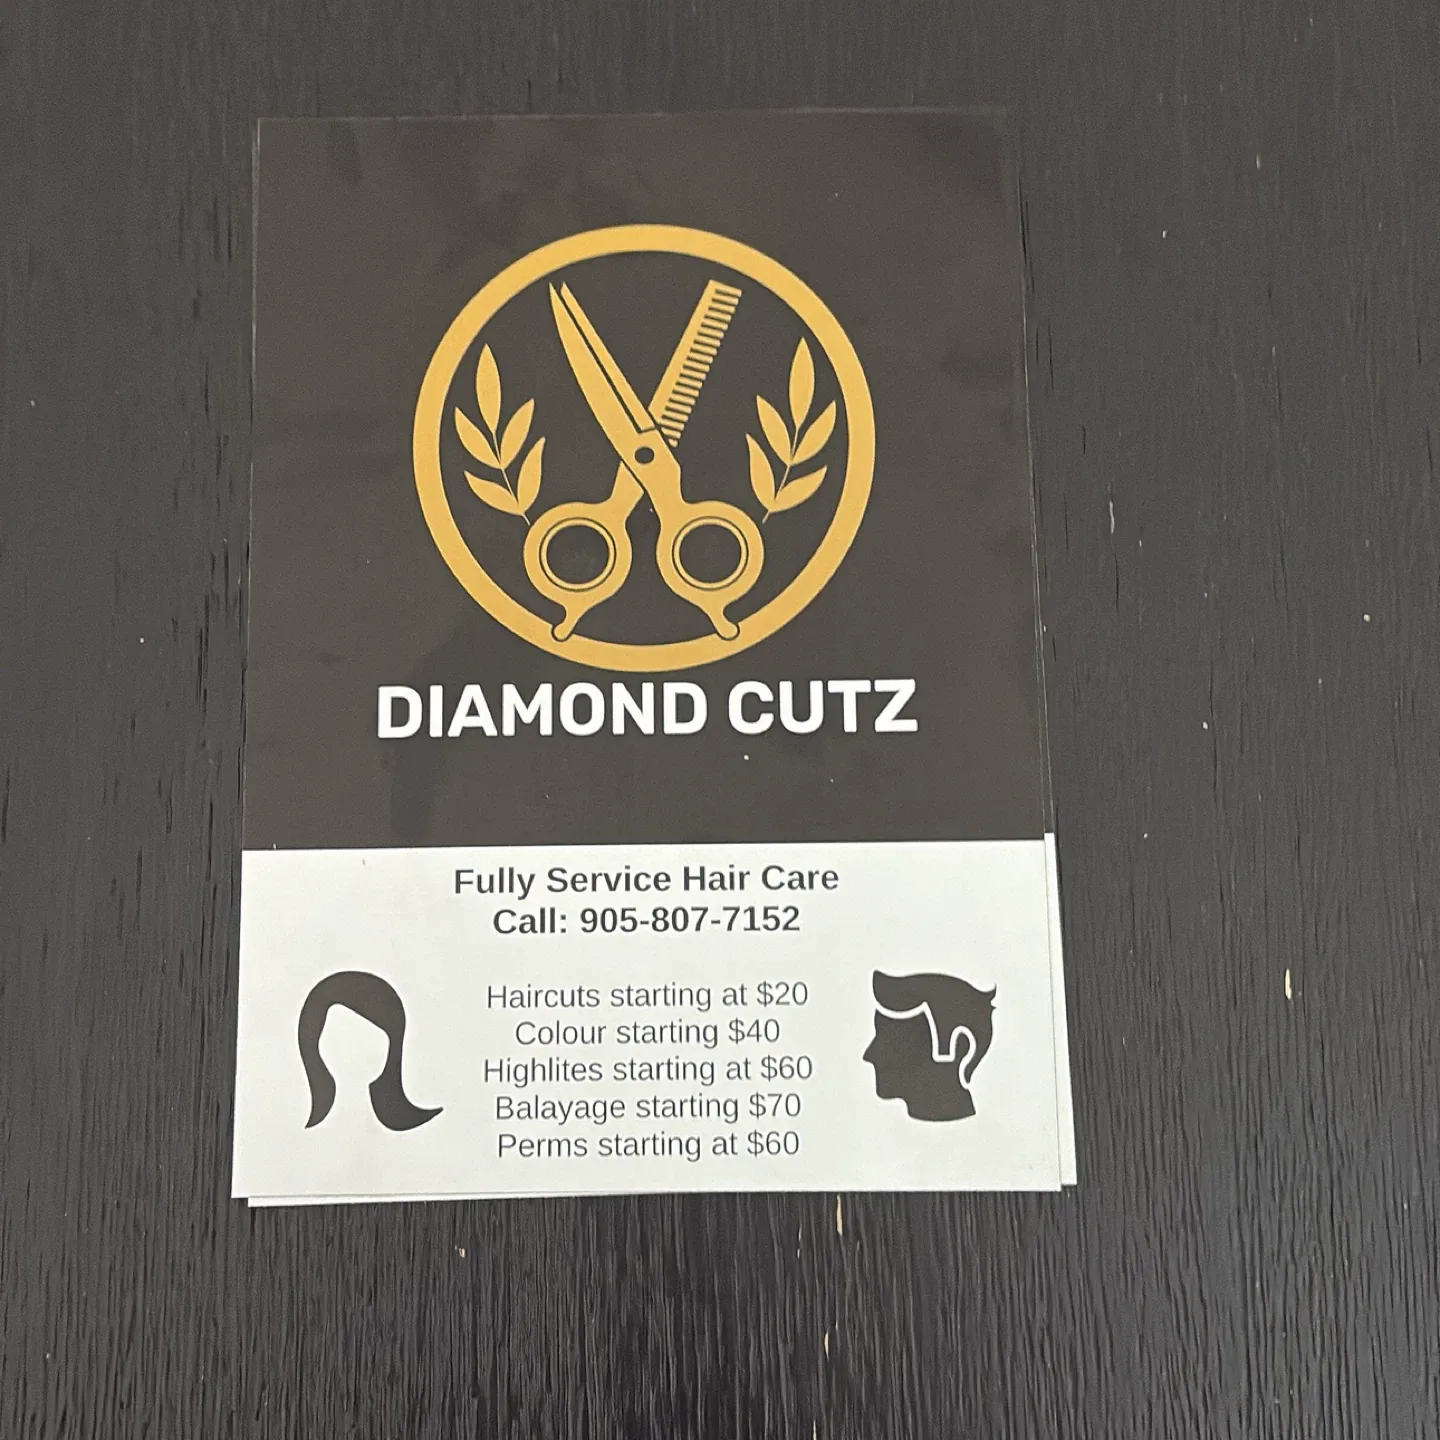 DIAMOND CUTZ
Fully Service Hair Care
Call: 905-807-7152
Haircuts starting at $20
Colour starting $40
Highlites starting at $60
Balayage starting $70
Perms starting at $60